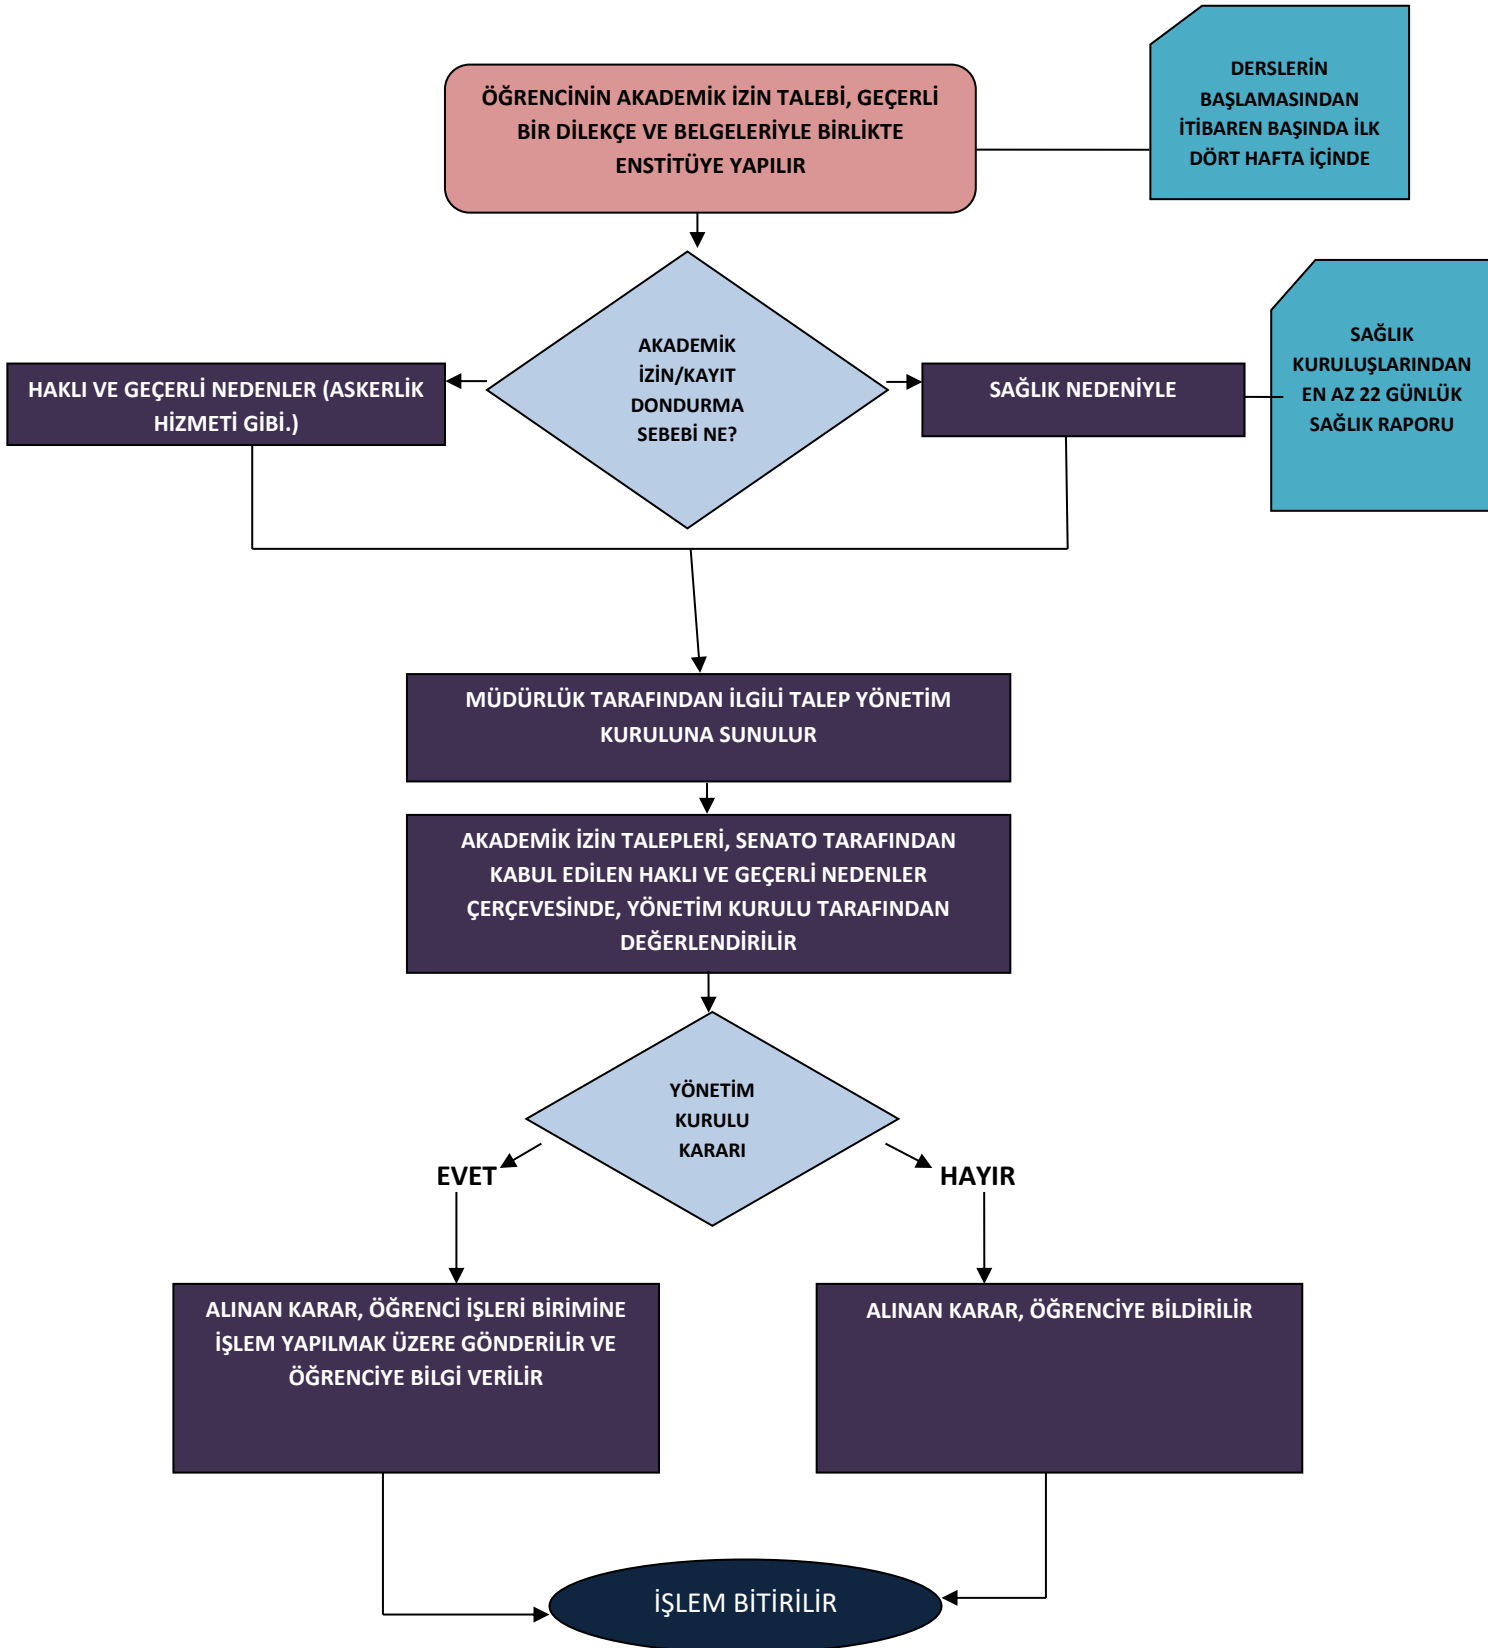 ÖĞRENCİNİN AKADEMİK İZİN TALEBİ, GEÇERLİ
BİR DİLEKÇE VE BELGELERİYLE BİRLİKTE
ENSTİTÜYE YAPILIR
DERSLERİN
BAŞLAMASINDAN
İTİBAREN BAŞINDA İLK
DÖRT HAFTA İÇİNDE
AKADEMİK
İZİN/KAYIT
DONDURMA
SEBEBİ NE?
HAKLI VE GEÇERLİ NEDENLER (ASKERLİK
HİZMETİ GİBİ.)
SAĞLIK NEDENİYLE
SAĞLIK
KURULUŞLARINDAN
EN AZ 22 GÜNLÜK
SAĞLIK RAPORU
MÜDÜRLÜK TARAFINDAN İLGİLİ TALEP YÖNETİM
KURULUNA SUNULUR
AKADEMİK İZİN TALEPLERİ, SENATO TARAFINDAN
KABUL EDİLEN HAKLI VE GEÇERLİ NEDENLER
ÇERÇEVESİNDE, YÖNETİM KURULU TARAFINDAN
DEĞERLENDİRİLİR
YÖNETİM
KURULU
KARARI
EVET
HAYIR
ALINAN KARAR, ÖĞRENCİ İŞLERİ BİRİMİNE
İŞLEM YAPILMAK ÜZERE GÖNDERİLİR VE
ÖĞRENCİYE BİLGİ VERİLİR
ALINAN KARAR, ÖĞRENCİYE BİLDİRİLİR
İŞLEM BİTİRİLİR